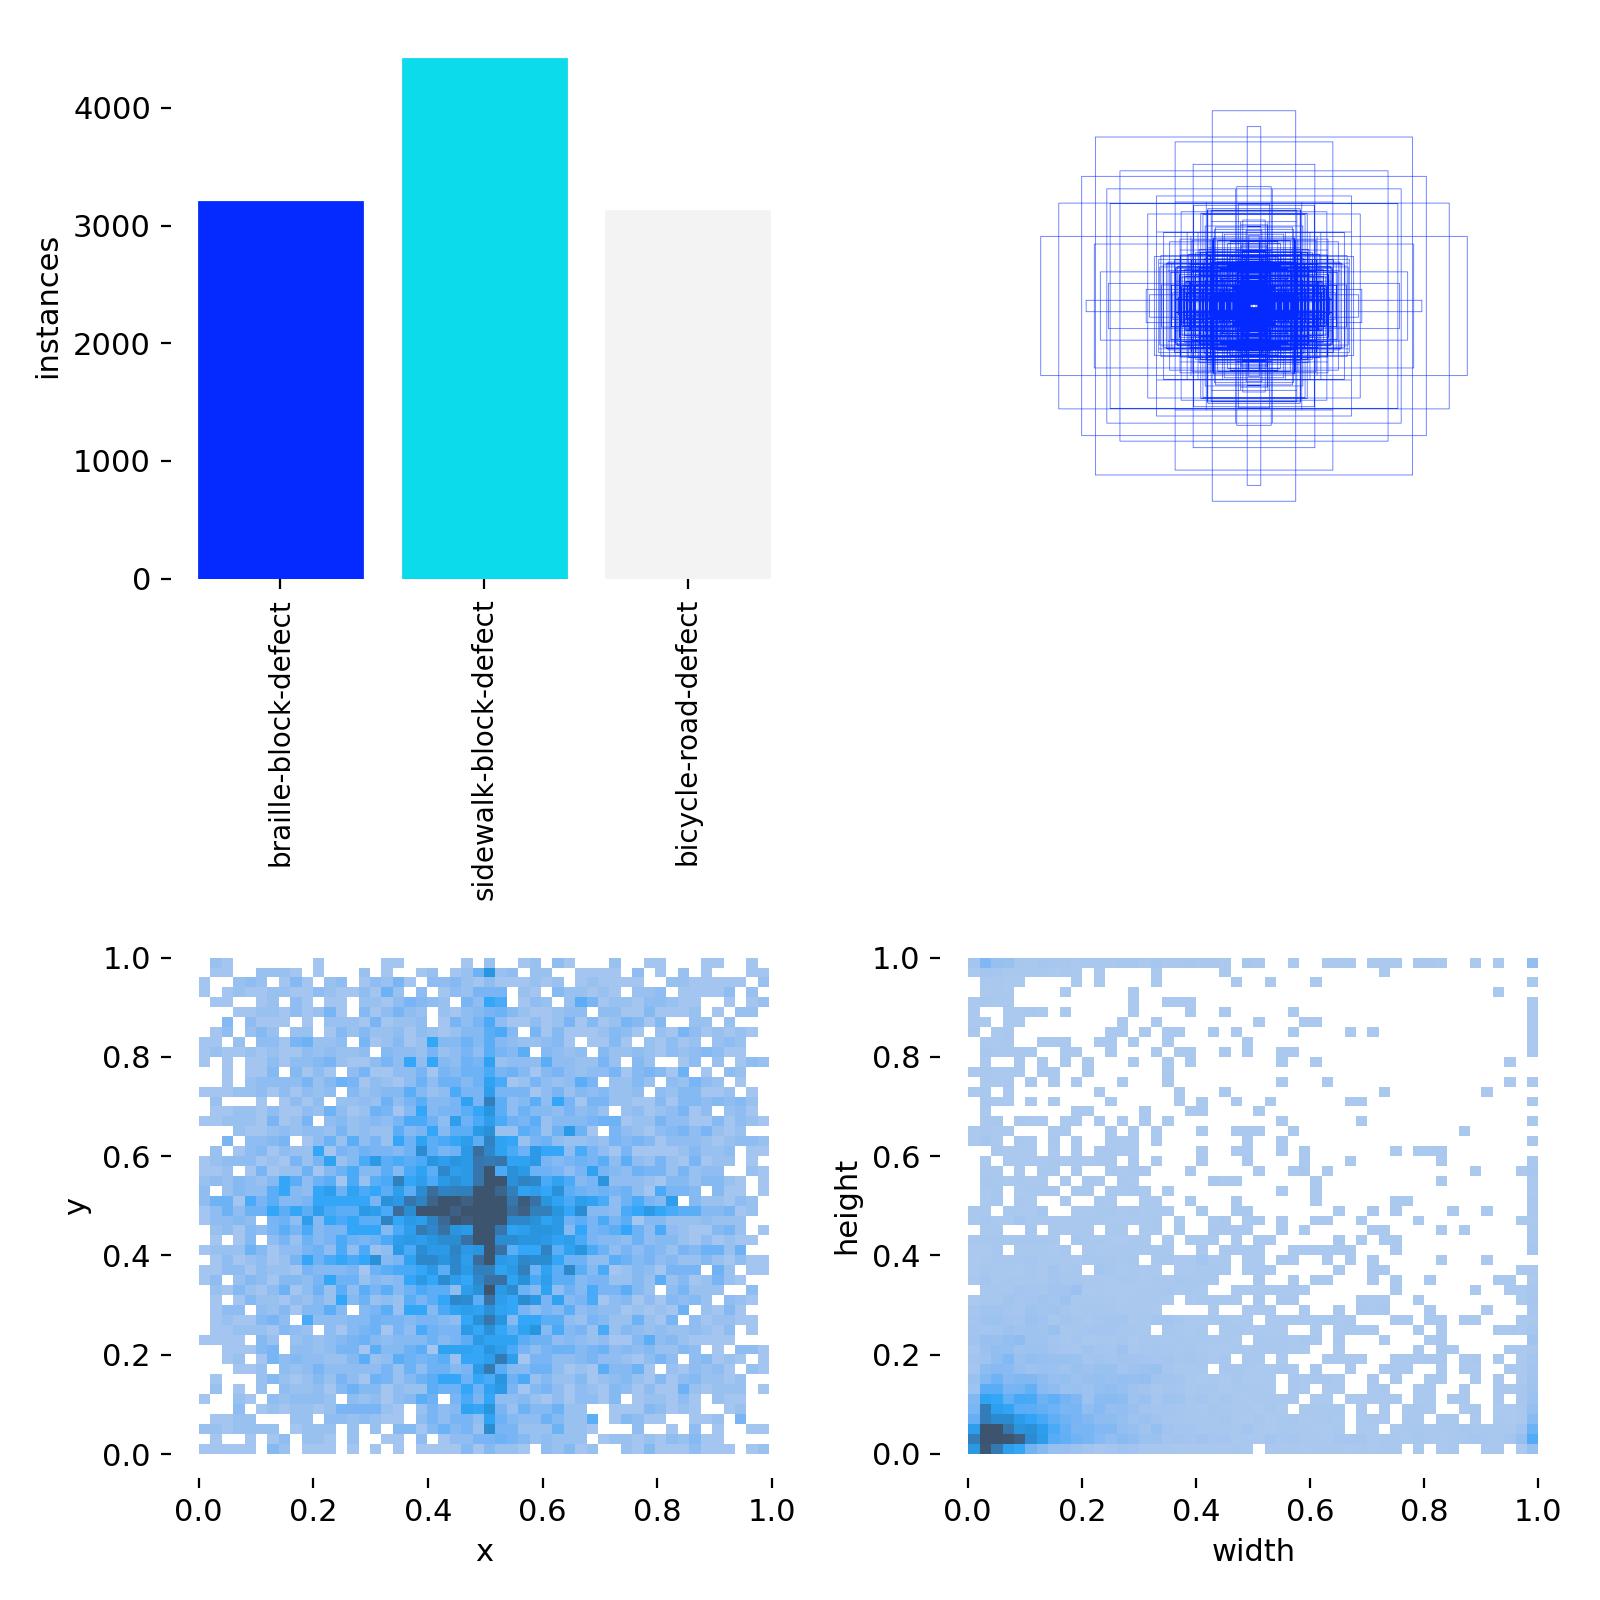 instances
4000
3000
2000
1000
0
braille-block-defect
sidewalk-block-defect
bicycle-road-defect
y
1.0
0.8
0.6
0.4
0.2
0.0
0.0 0.2 0.4 0.6 0.8 1.0
x
height
1.0
0.8
0.6
0.4
0.2
0.0
0.0 0.2 0.4 0.6 0.8 1.0
width